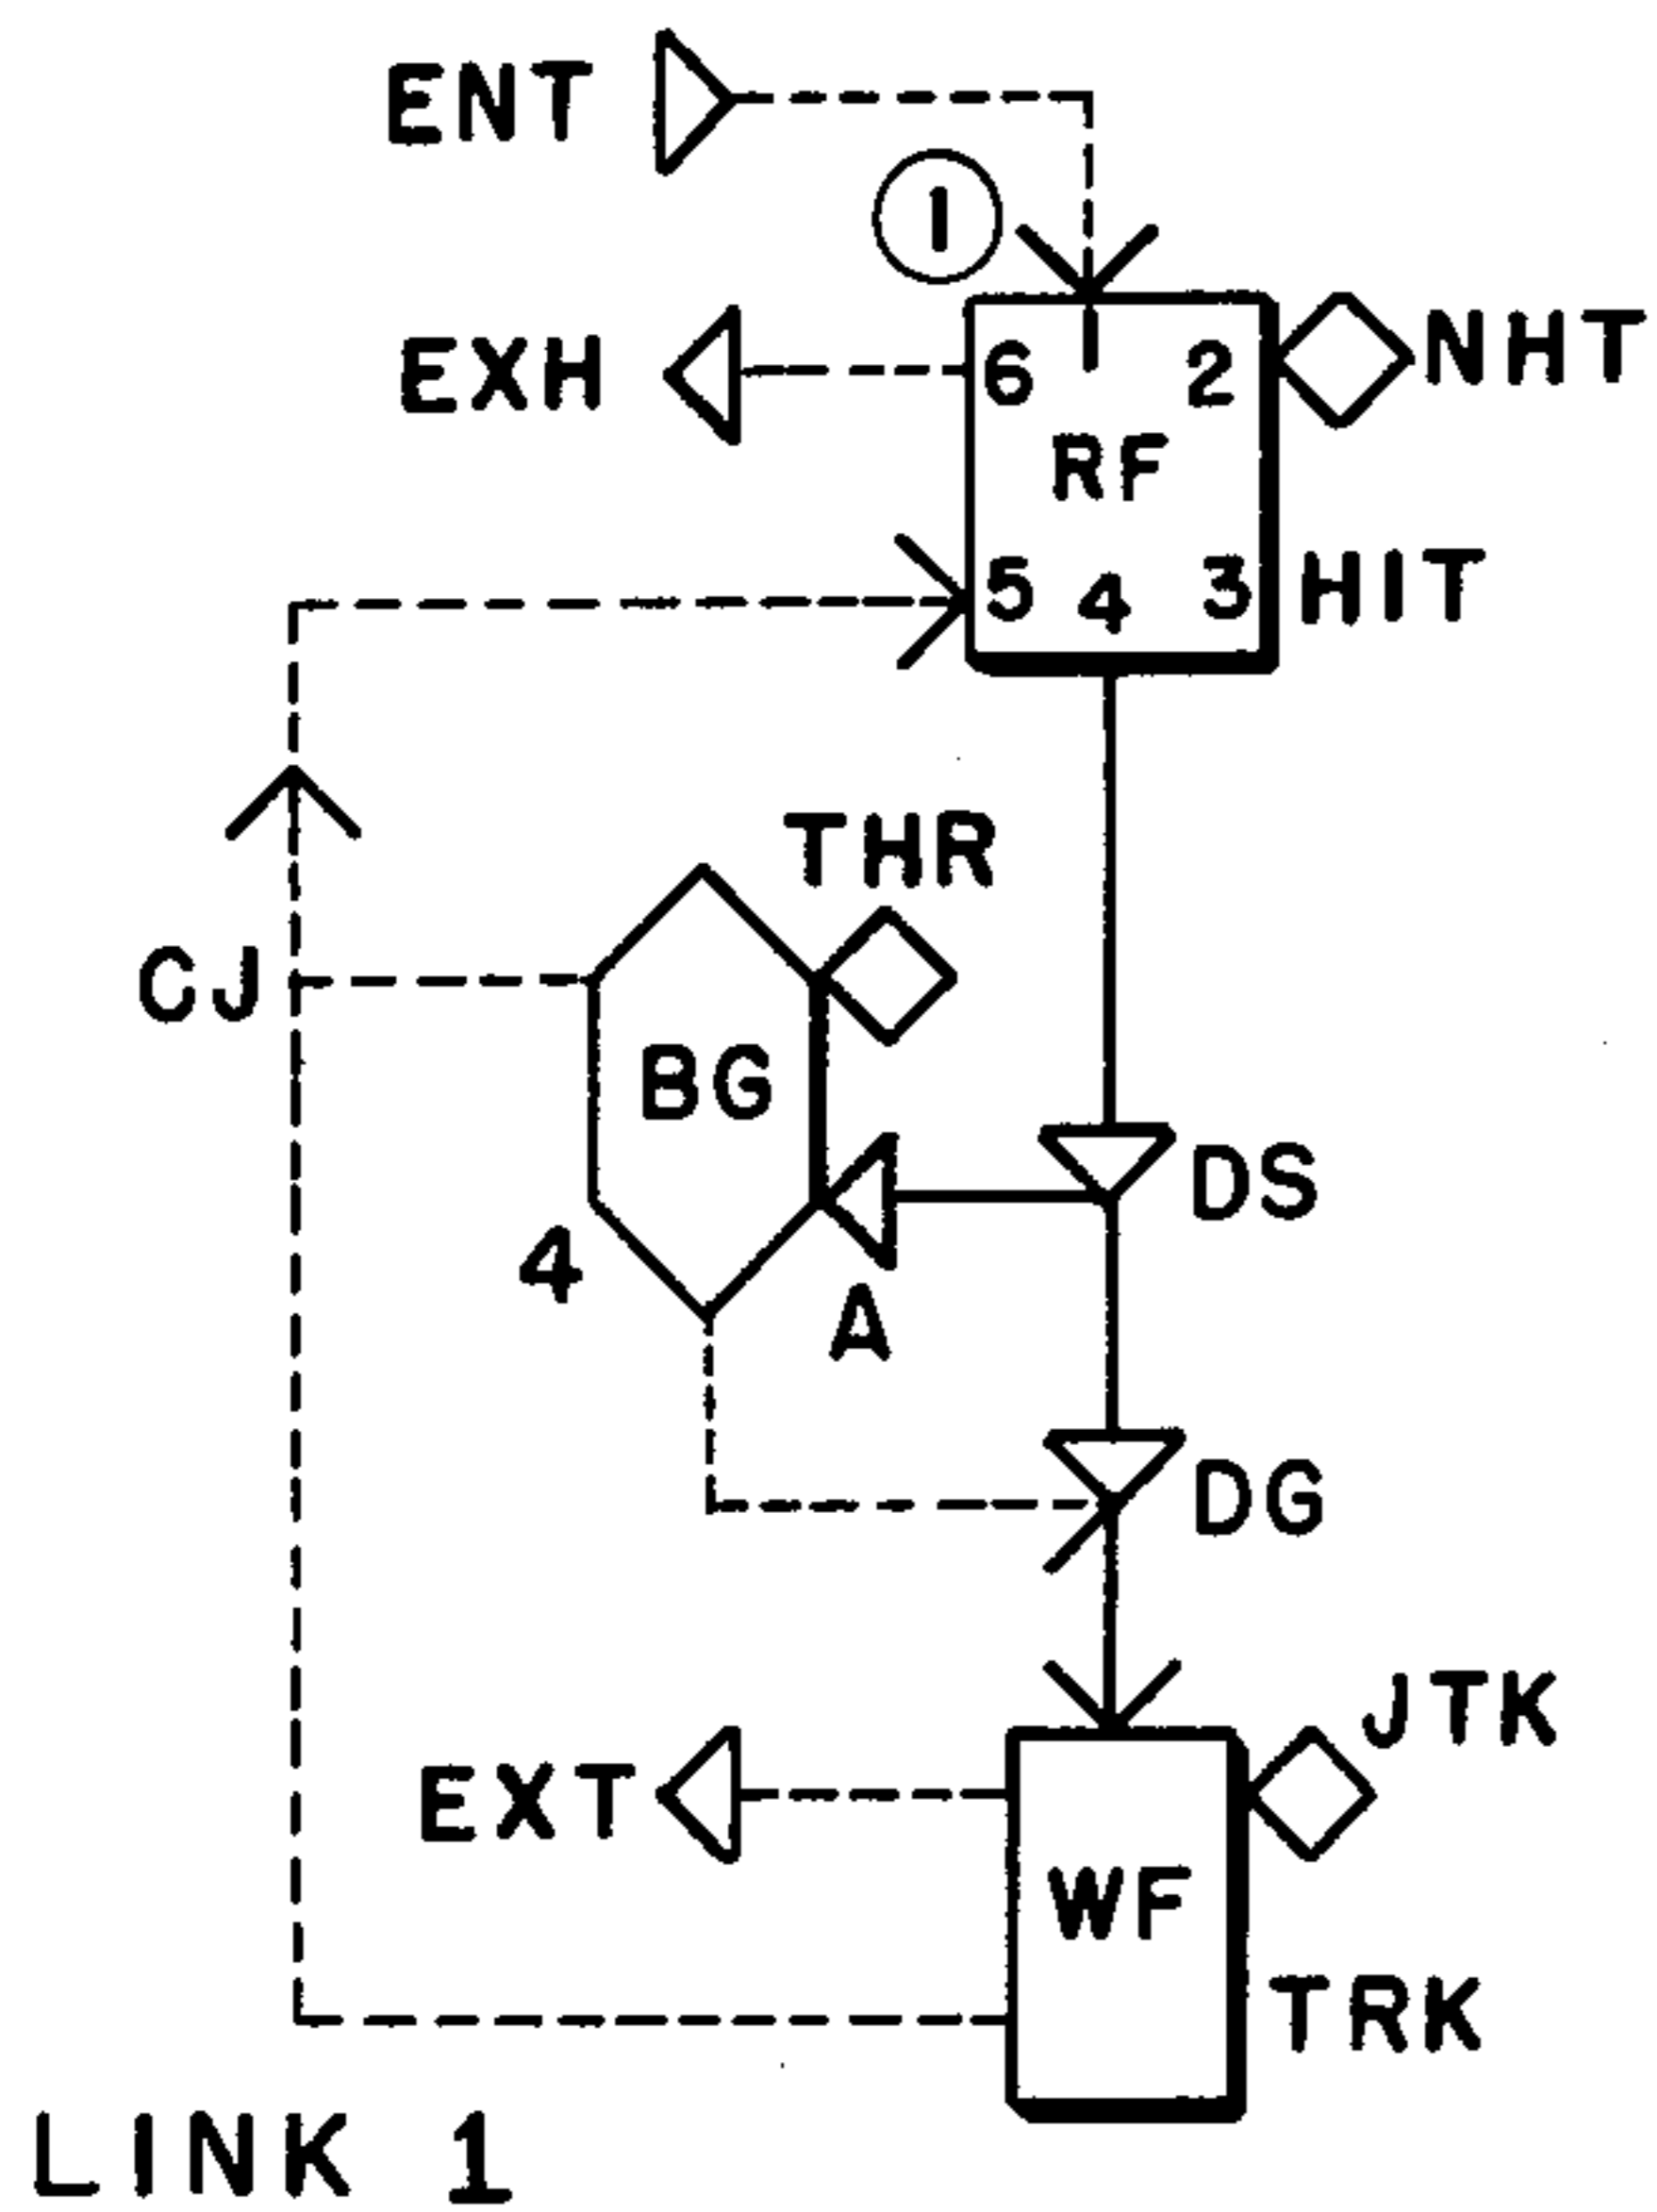 ENT
1
EXH
6 1 2 NHT
RF
5 4 3 HIT
THR
CJ
BG
DS
4
A
DG
JTK
EXT
WF
TRK
LINK 1